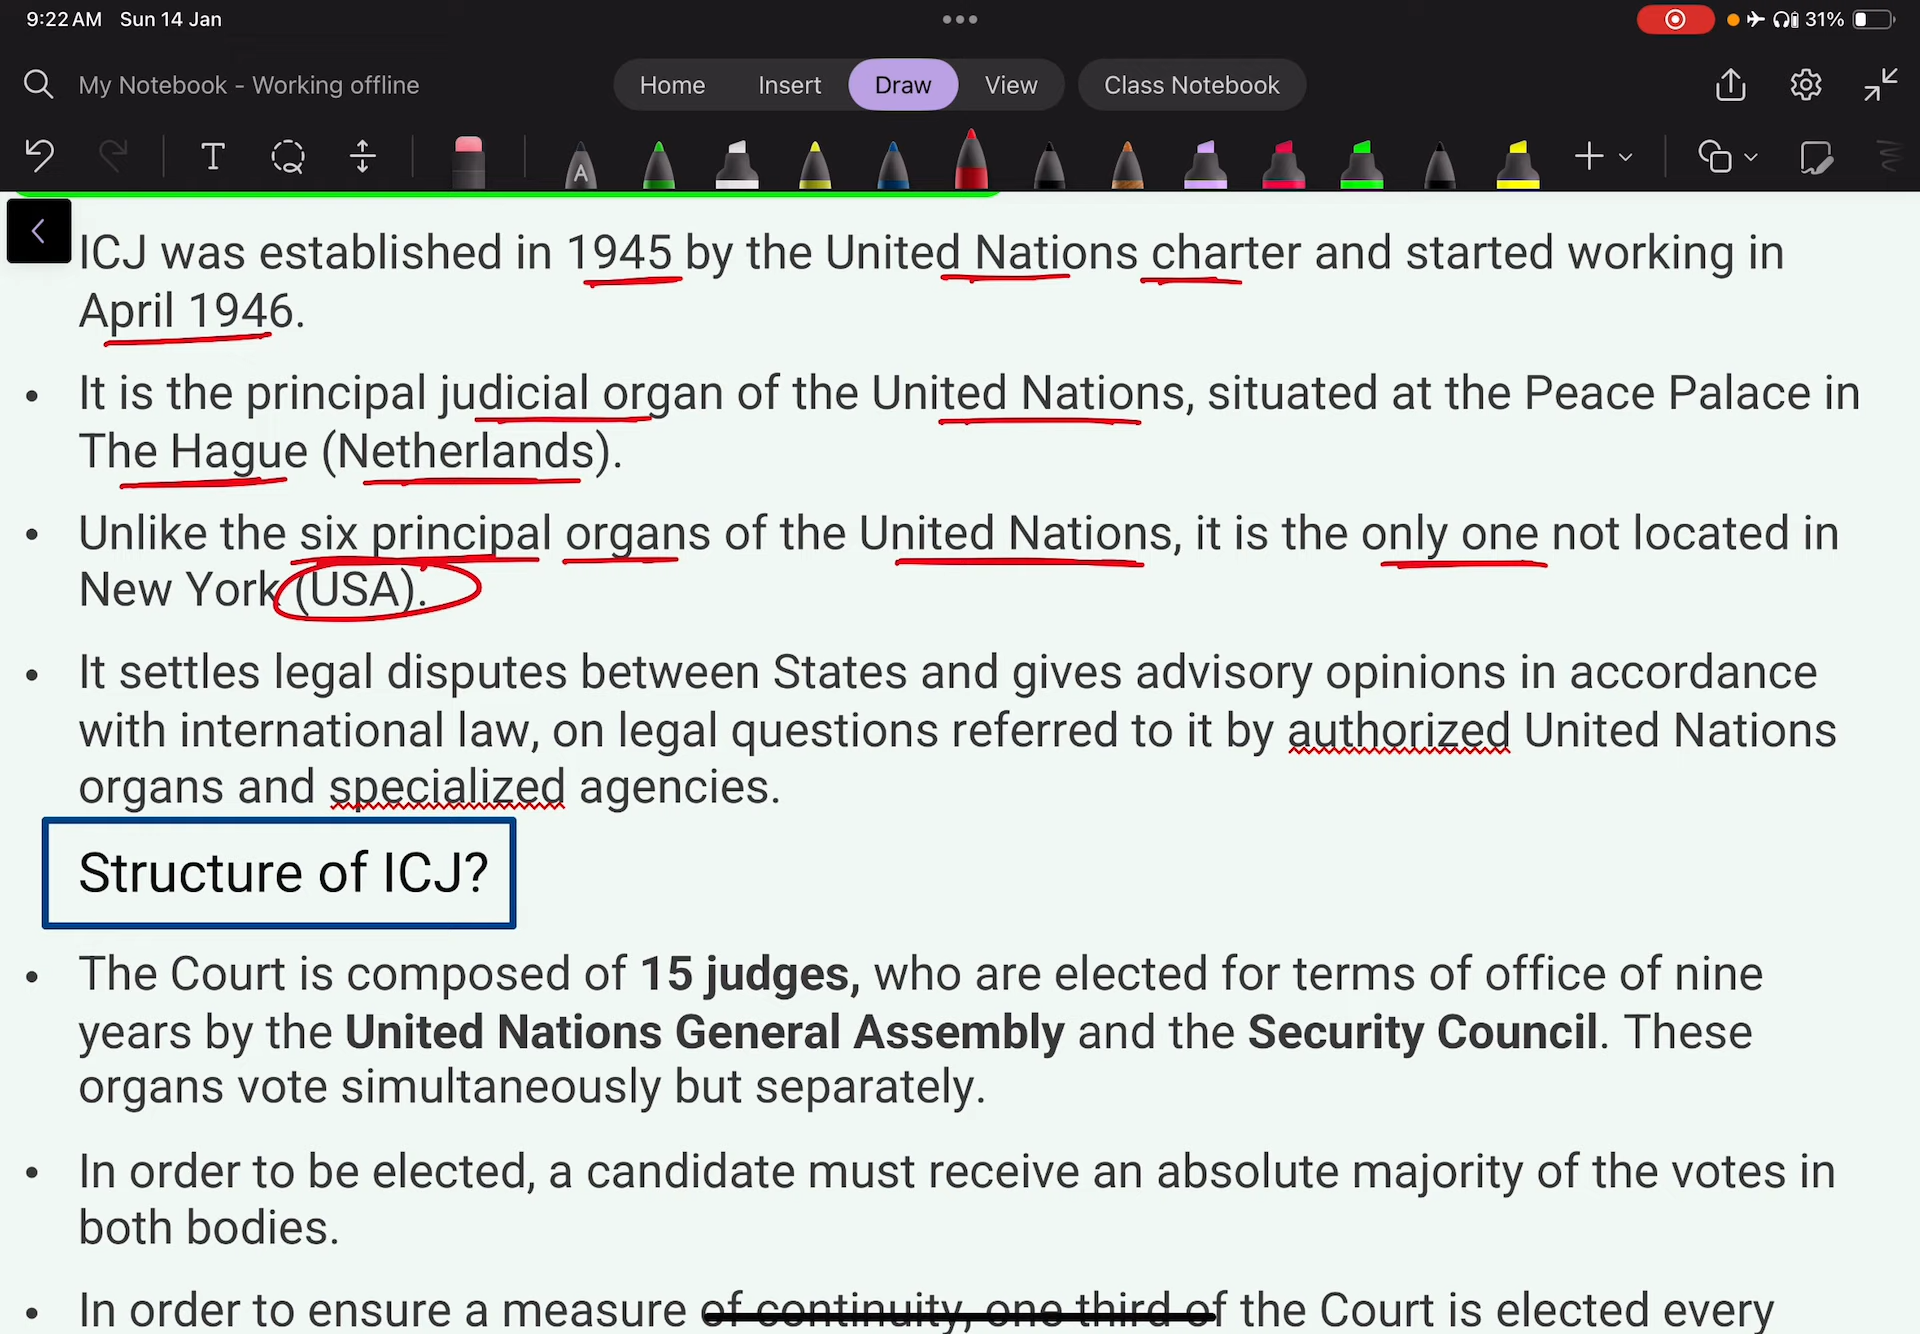 9:22 AM Sun 14 Jan
31%
My Notebook - Working offline
Home Insert Draw View Class Notebook
T
A
ICJ was established in 1945 by the United Nations charter and started working in
April 1946.
• It is the principal judicial organ of the United Nations, situated at the Peace Palace in
The Hague (Netherlands).
• Unlike the six principal organs of the United Nations, it is the only one not located in
New York (USA).
• It settles legal disputes between States and gives advisory opinions in accordance
with international law, on legal questions referred to it by authorized United Nations
organs and specialized agencies.
Structure of ICJ?
• The Court is composed of 15 judges, who are elected for terms of office of nine
years by the United Nations General Assembly and the Security Council. These
organs vote simultaneously but separately.
• In order to be elected, a candidate must receive an absolute majority of the votes in
both bodies.
• In order to ensure a measure of continuity, one third of the Court is elected every